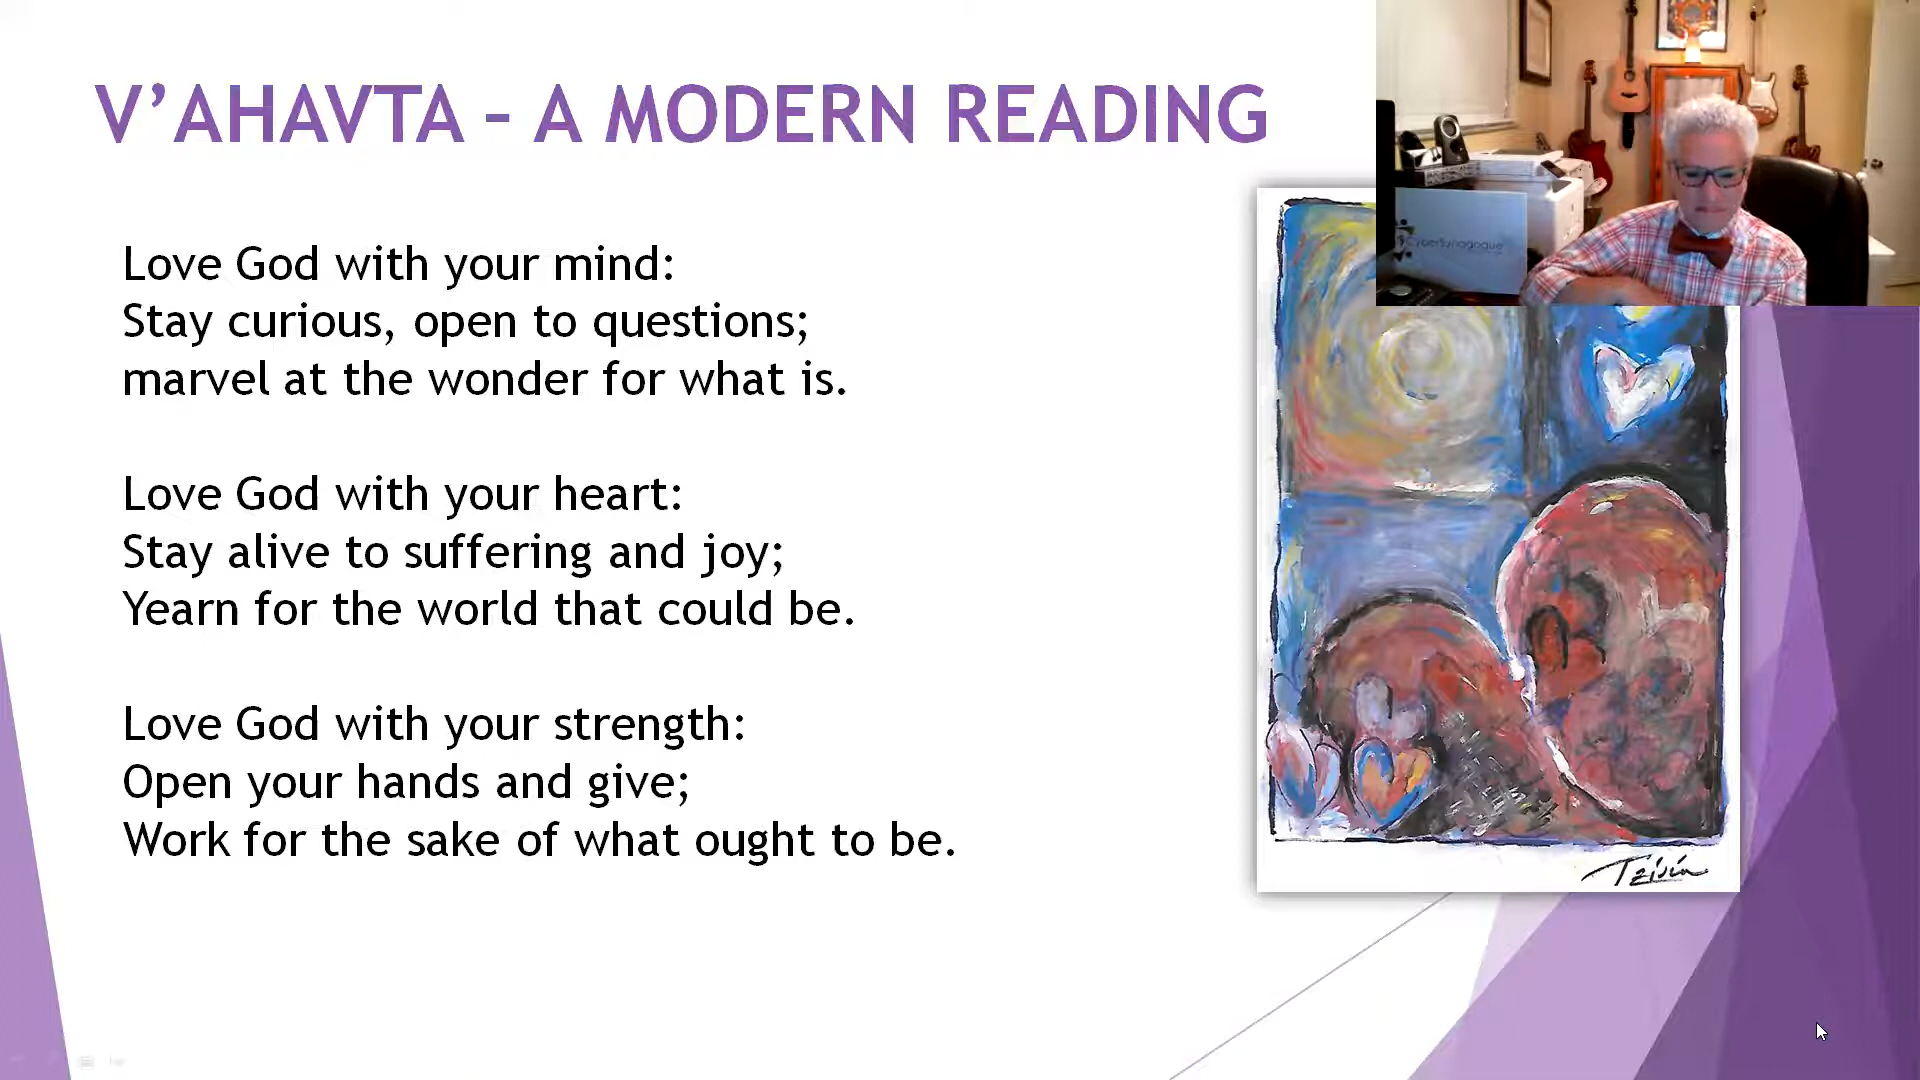 V’AHAVTA – A MODERN READING
Love God with your mind:
Stay curious, open to questions;
marvel at the wonder for what is.
Love God with your heart:
Stay alive to suffering and joy;
Yearn for the world that could be.
Love God with your strength:
Open your hands and give;
Work for the sake of what ought to be.
CyberSynagogue